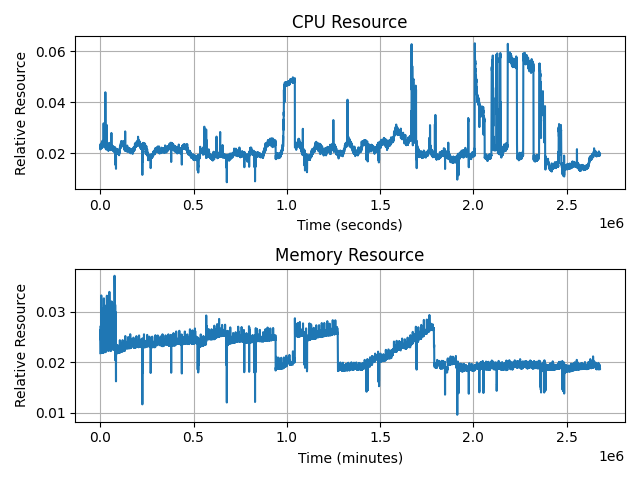 CPU Resource
Relative Resource
0.06
0.04
0.02
0.0 0.5 1.0 1.5 2.0 2.5
1e6
Time (seconds)
Memory Resource
Relative Resource
0.03
0.02
0.01
0.0 0.5 1.0 1.5 2.0 2.5
1e6
Time (minutes)